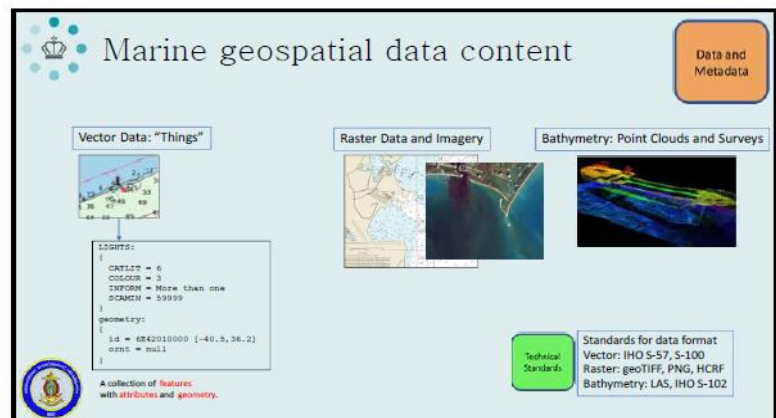 Marine geospatial data content
Data and
Metadata
Vector Data: "Things"
Raster Data and Imagery
Bathymetry: Point Clouds and Surveys
LIGHTS:
{
CATLIT = 6
COLOUR = 3
INFORM = More than one
SCAMIN = 59999
}
geometry:
{
id = 6E42010000 [-40.5,36.2]
ornt = null
}
A collection of features
with attributes and geometry.
Technical
Standards
Standards for data format
Vector: IHO S-57, S-100
Raster: geoTIFF, PNG, HCRF
Bathymetry: LAS, IHO S-102